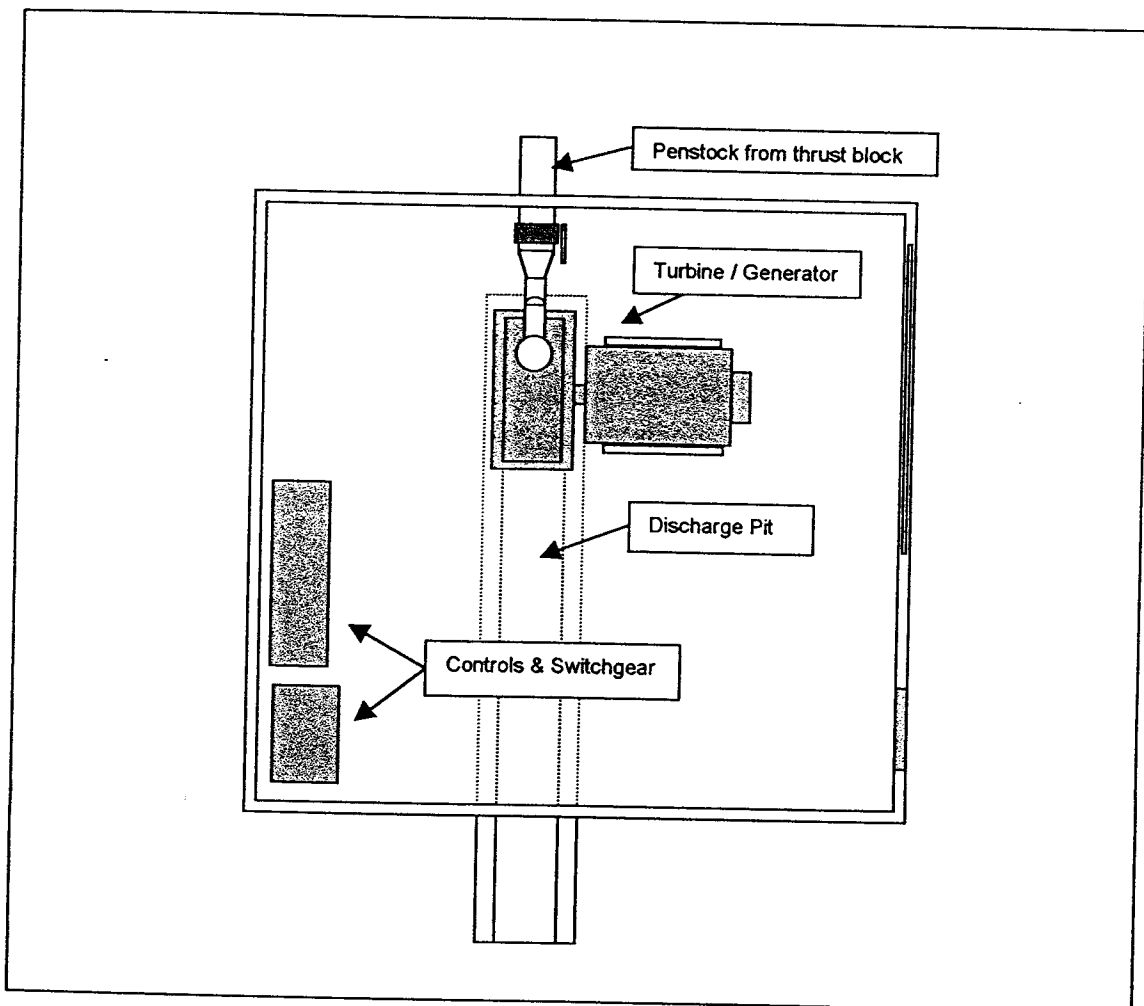 Penstock from thrust block
Turbine / Generator
Discharge Pit
Controls & Switchgear